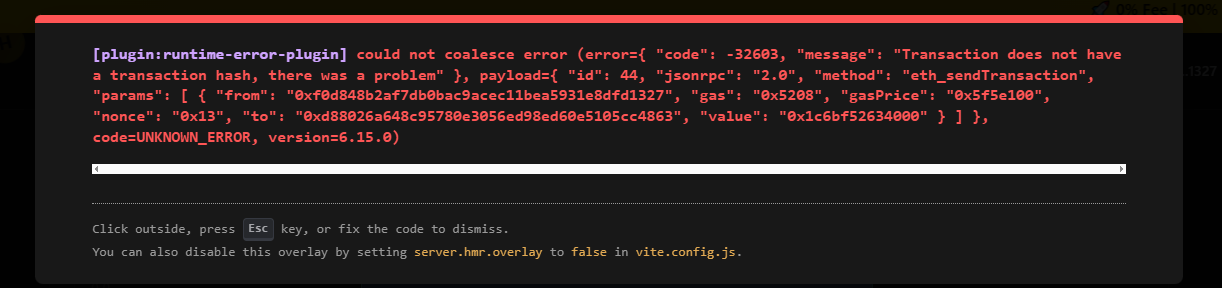 0% Fee | 100%
[plugin:runtime-error-plugin] could not coalesce error (error={ "code": -32603, "message": "Transaction does not have
a transaction hash, there was a problem" }, payload={ "id": 44, "jsonrpc": "2.0", "method": "eth_sendTransaction",
"params": [ { "from": "0xf0d848b2af7db0bac9acec11bea5931e8dfd1327", "gas": "0x5208", "gasPrice": "0x5f5e100",
"nonce": "0x13", "to": "0xd88026a648c95780e3056ed98ed60e5105cc4863", "value": "0x1c6bf52634000" } ] },
code=UNKNOWN_ERROR, version=6.15.0)
.1327
Click outside, press Esc key, or fix the code to dismiss.
You can also disable this overlay by setting server.hmr.overlay to false in vite.config.js.